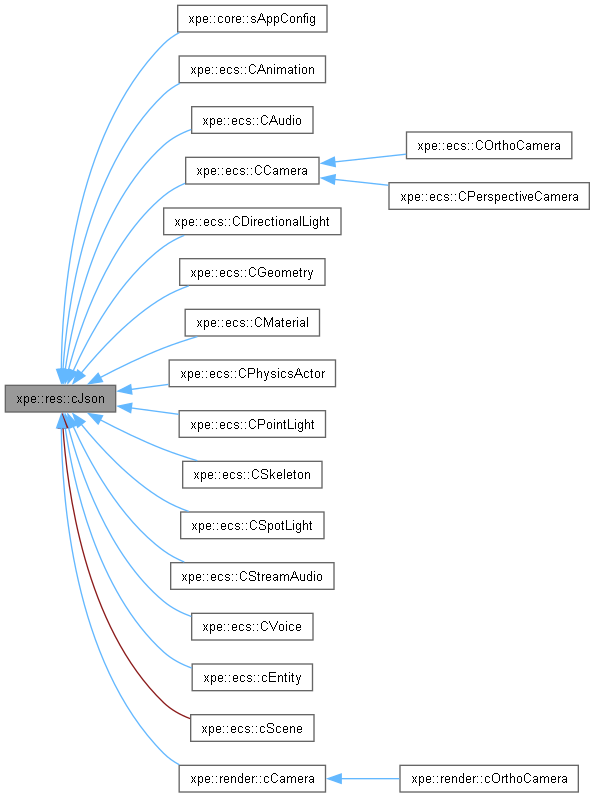 xpe::core::sAppConfig
xpe::ecs::CAnimation
xpe::ecs::CAudio
xpe::ecs::COrthoCamera
xpe::ecs::CCamera
xpe::ecs::CPerspectiveCamera
xpe::ecs::CDirectionalLight
xpe::ecs::CGeometry
xpe::ecs::CMaterial
xpe::ecs::CPhysicsActor
xpe::res::cJson
xpe::ecs::CPointLight
xpe::ecs::CSkeleton
xpe::ecs::CSpotLight
xpe::ecs::CStreamAudio
xpe::ecs::CVoice
xpe::ecs::cEntity
xpe::ecs::cScene
xpe::render::cCamera
xpe::render::cOrthoCamera